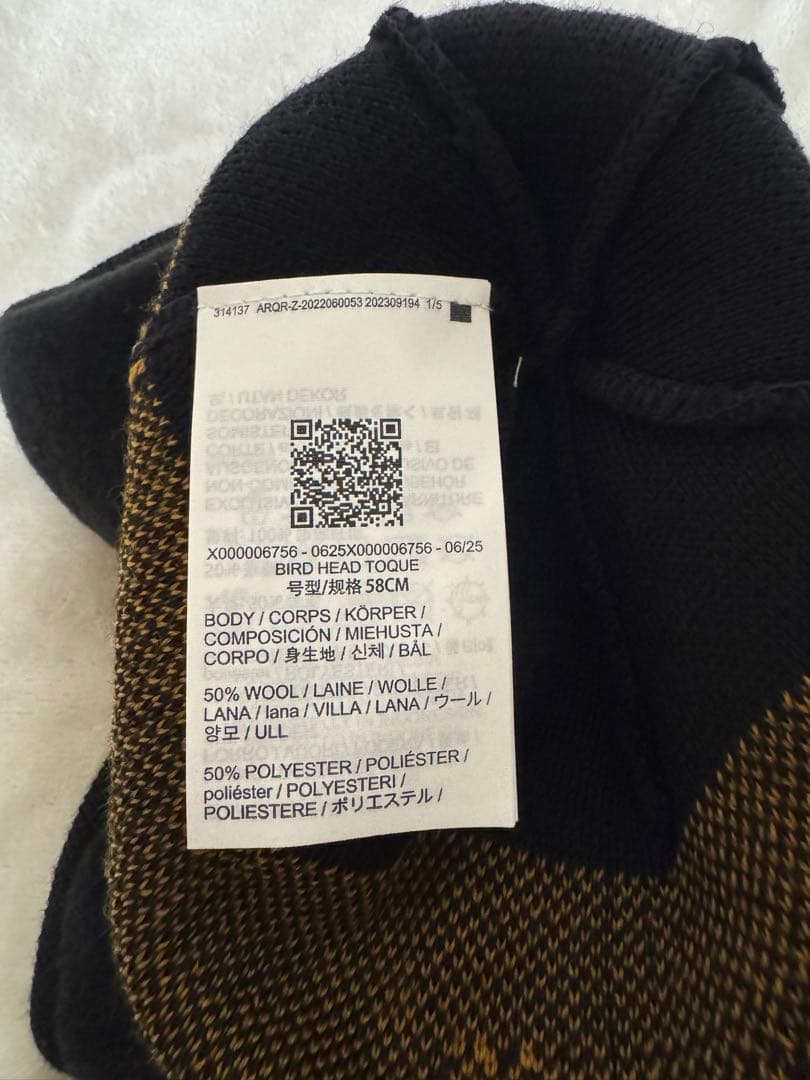 314137 ARQR-Z-2022060053 202309194 1/5
X000006756 - 0625X000006756 - 06/25
BIRD HEAD TOQUE
号型/规格 58CM
BODY / CORPS / KÖRPER /
COMPOSICIÓN / MIEHUSTA /
CORPO / 身生地 / 신체 / BÅL
50% WOOL / LAINE / WOLLE /
LANA / lana / VILLA / LANA / ウール /
양모 / ULL
50% POLYESTER / POLIÉSTER /
poliéster / POLYESTERI /
POLIESTERE / ポリエステル /